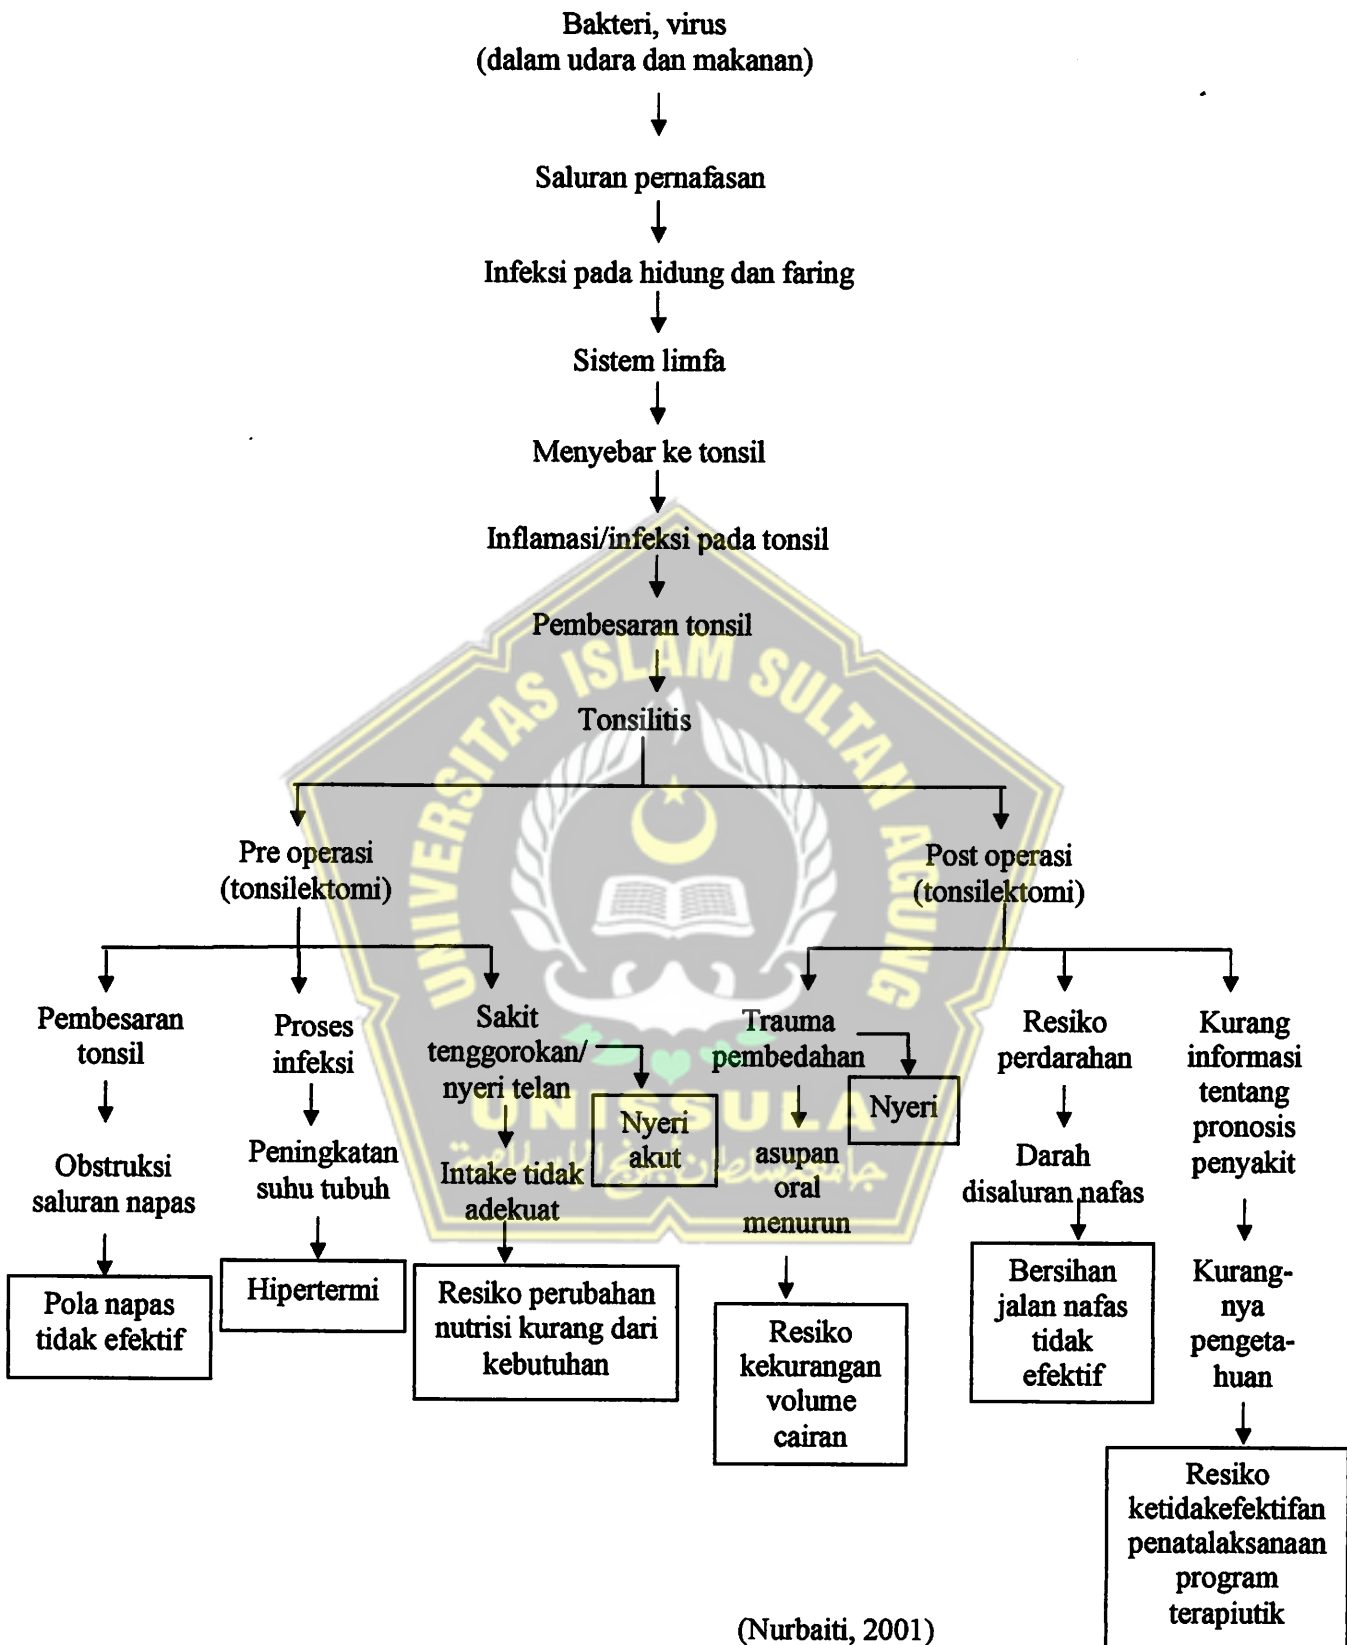 Bakteri, virus
(dalam udara dan makanan)
Saluran pernafasan
Infeksi pada hidung dan faring
Sistem limfa
Menyebar ke tonsil
Inflamasi/infeksi pada tonsil
Pembesaran tonsil
Tonsilitis
Pre operasi
(tonsilektomi)
Post operasi
(tonsilektomi)
Pembesaran
tonsil
Obstruksi
saluran napas
Pola napas
tidak efektif
Proses
infeksi
Peningkatan
suhu tubuh
Hipertermi
Sakit
tenggorokan/
nyeri telan
Nyeri
akut
Intake tidak
adekuat
Resiko perubahan
nutrisi kurang dari
kebutuhan
Trauma
pembedahan
Nyeri
asupan
oral
menurun
Resiko
kekurangan
volume
cairan
Resiko
perdarahan
Darah
disaluran nafas
Bersihan
jalan nafas
tidak
efektif
Kurang
informasi
tentang
pronosis
penyakit
Kurang-
nya
pengeta-
huan
Resiko
ketidakefektifan
penatalaksanaan
program
terapiutik
(Nurbaiti, 2001)
UNIVERSITAS ISLAM SULTAN AGUNG
UNISSULA
جامعة سلطان أجونج الإسلامية